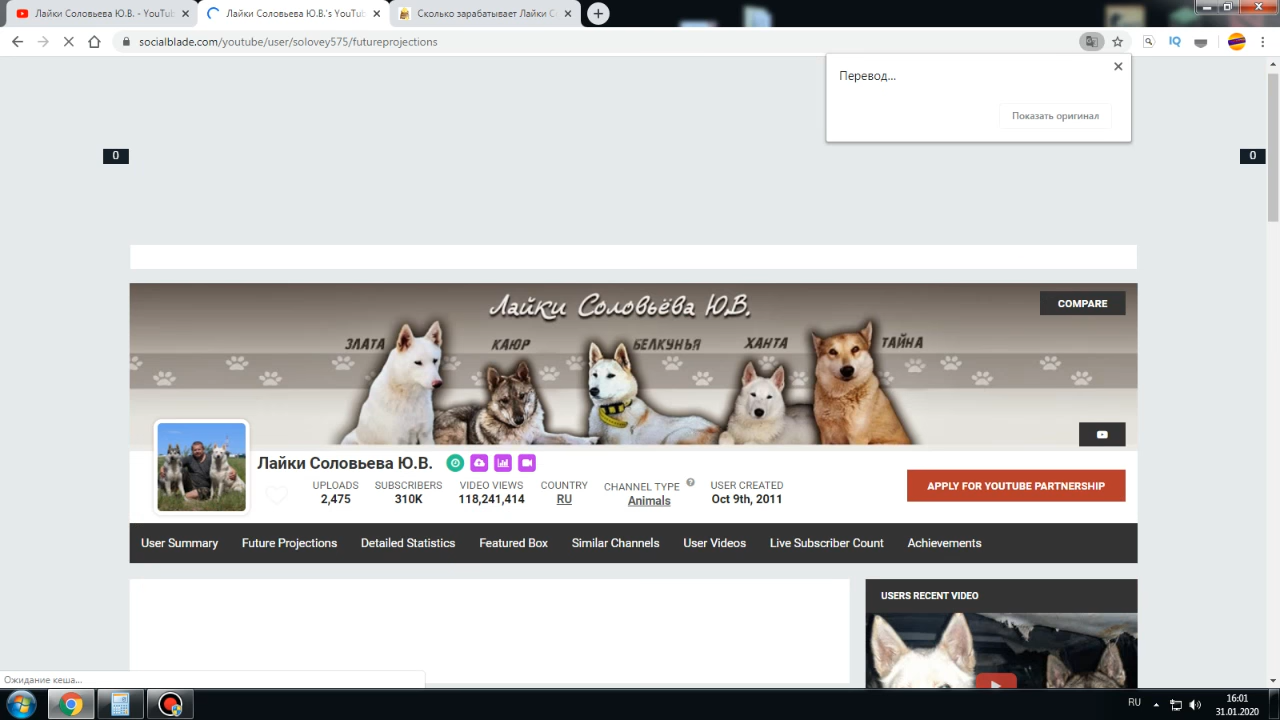 Лайки Соловьева Ю.В. - YouTub
Лайки Соловьева Ю.В.'s YouTub
Сколько зарабатывает Лайки Со
socialblade.com/youtube/user/solovey575/futureprojections
IQ
Перевод...
Показать оригинал
0
0
Лайки Соловьёва Ю.В.
COMPARE
ЗЛАТА
КАЮР
БЕЛКУНЬЯ
ХАНТА
ТАЙНА
Лайки Соловьева Ю.В.
UPLOADS
2,475
SUBSCRIBERS
310K
VIDEO VIEWS
118,241,414
COUNTRY
RU
CHANNEL TYPE
Animals
USER CREATED
Oct 9th, 2011
APPLY FOR YOUTUBE PARTNERSHIP
User Summary
Future Projections
Detailed Statistics
Featured Box
Similar Channels
User Videos
Live Subscriber Count
Achievements
USERS RECENT VIDEO
Ожидание кеша...
RU
16:01
31.01.2020